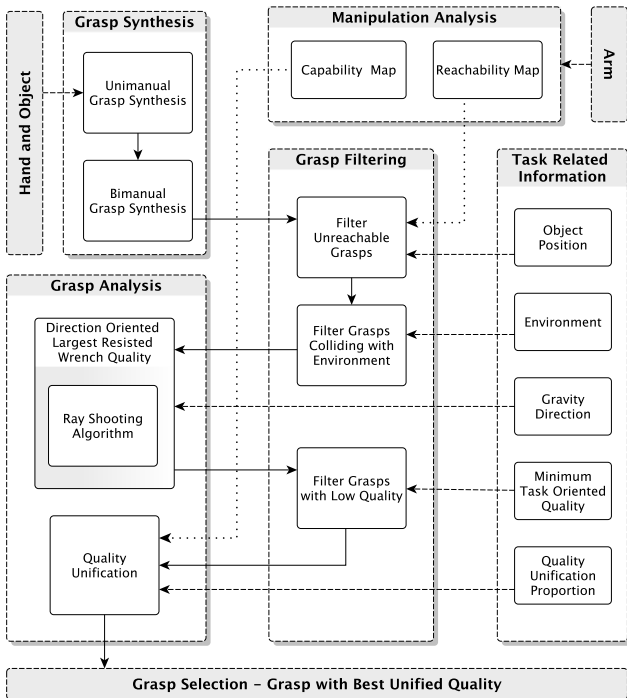 Grasp Synthesis
Manipulation Analysis
Hand and Object
Unimanual
Grasp Synthesis
Bimanual
Grasp Synthesis
Capability Map
Reachability Map
Arm
Grasp Filtering
Filter
Unreachable
Grasps
Filter Grasps
Colliding with
Environment
Filter Grasps
with Low Quality
Task Related
Information
Object
Position
Environment
Gravity
Direction
Minimum
Task Oriented
Quality
Quality
Unification
Proportion
Grasp Analysis
Direction Oriented
Largest Resisted
Wrench Quality
Ray Shooting
Algorithm
Quality
Unification
Grasp Selection – Grasp with Best Unified Quality